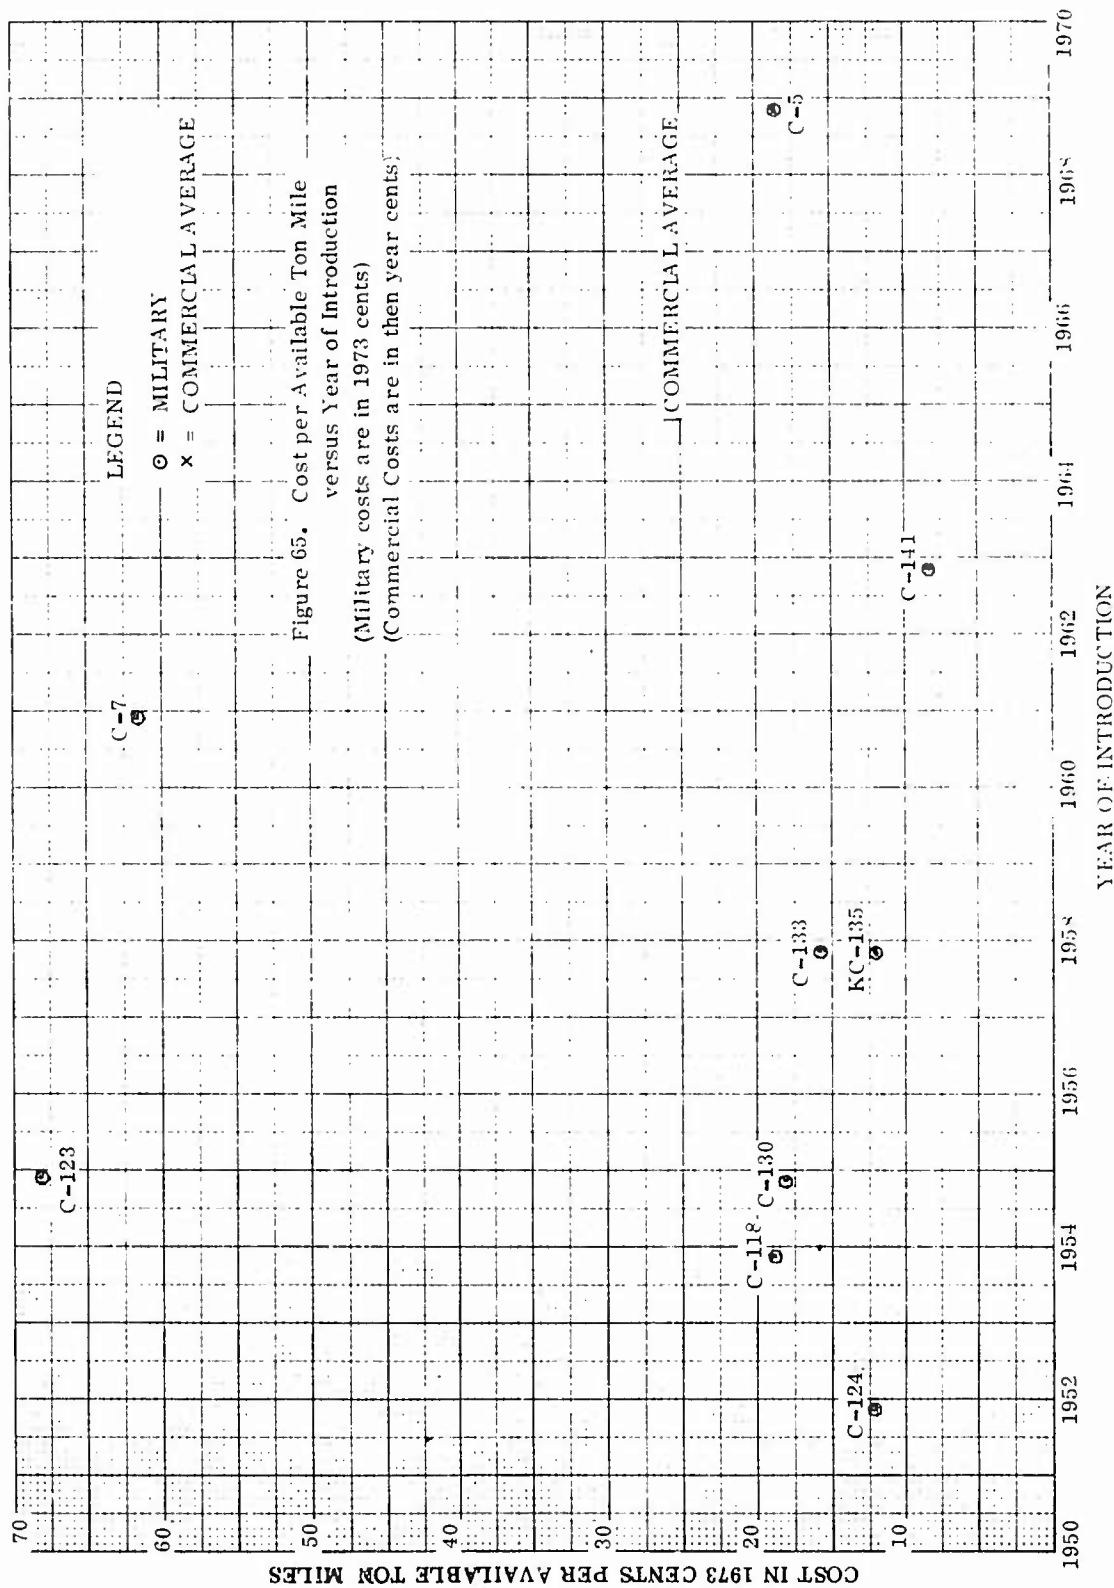 LEGEND
⊙ = MILITARY
× = COMMERCIAL AVERAGE
Figure 65. Cost per Available Ton Mile
versus Year of Introduction
(Military costs are in 1973 cents)
(Commercial Costs are in then year cents)
COST IN 1973 CENTS PER AVAILABLE TON MILES
70
60
50
40
30
20
10
C-123
C-7
COMMERCIAL AVERAGE
C-118
C-130
C-133
C-5
C-124
KC-135
C-141
1950
1952
1954
1956
1958
1960
1962
1964
1966
1968
1970
YEAR OF INTRODUCTION